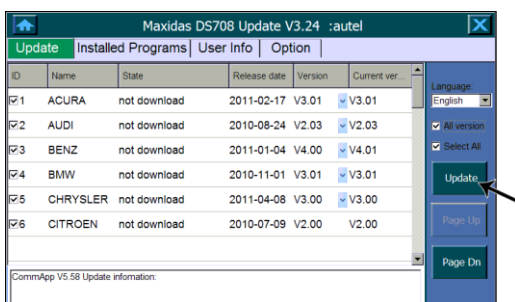 Maxidas DS708 Update V3.24 :autel
Update Installed Programs User Info Option
ID Name State Release date Version Current ver... Language:
1 ACURA not download 2011-02-17 V3.01 V3.01 English
2 AUDI not download 2010-08-24 V2.03 V2.03 All version
3 BENZ not download 2011-01-04 V4.00 V4.01 Select All
4 BMW not download 2010-11-01 V3.01 V3.01 Update
5 CHRYSLER not download 2011-04-08 V3.00 V3.00
6 CITROEN not download 2010-07-09 V2.00 V2.00 Page Up
Page Dn
CommApp V5.58 Update infomation: